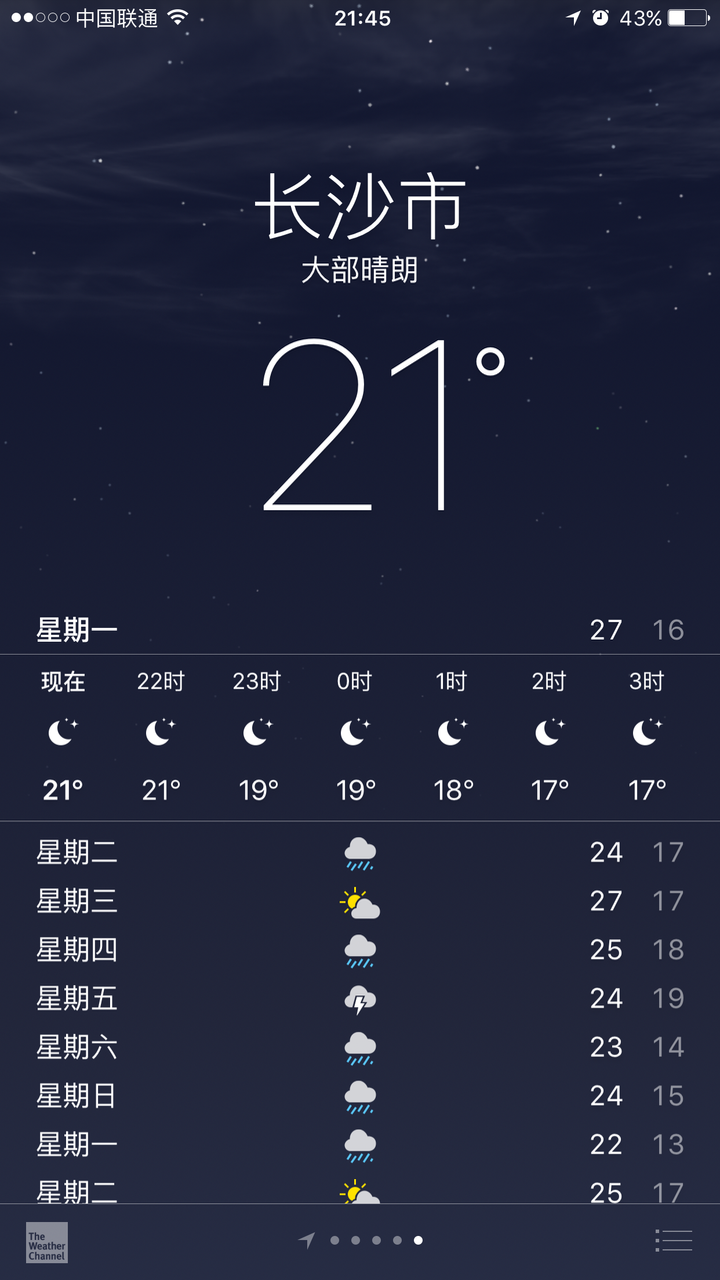 中国联通 21:45 43%
长沙市
大部晴朗
21°
星期一 27 16
现在 22时 23时 0时 1时 2时 3时
21° 21° 19° 19° 18° 17° 17°
星期二 24 17
星期三 27 17
星期四 25 18
星期五 24 19
星期六 23 14
星期日 24 15
星期一 22 13
星期二 25 17
The
Weather
Channel